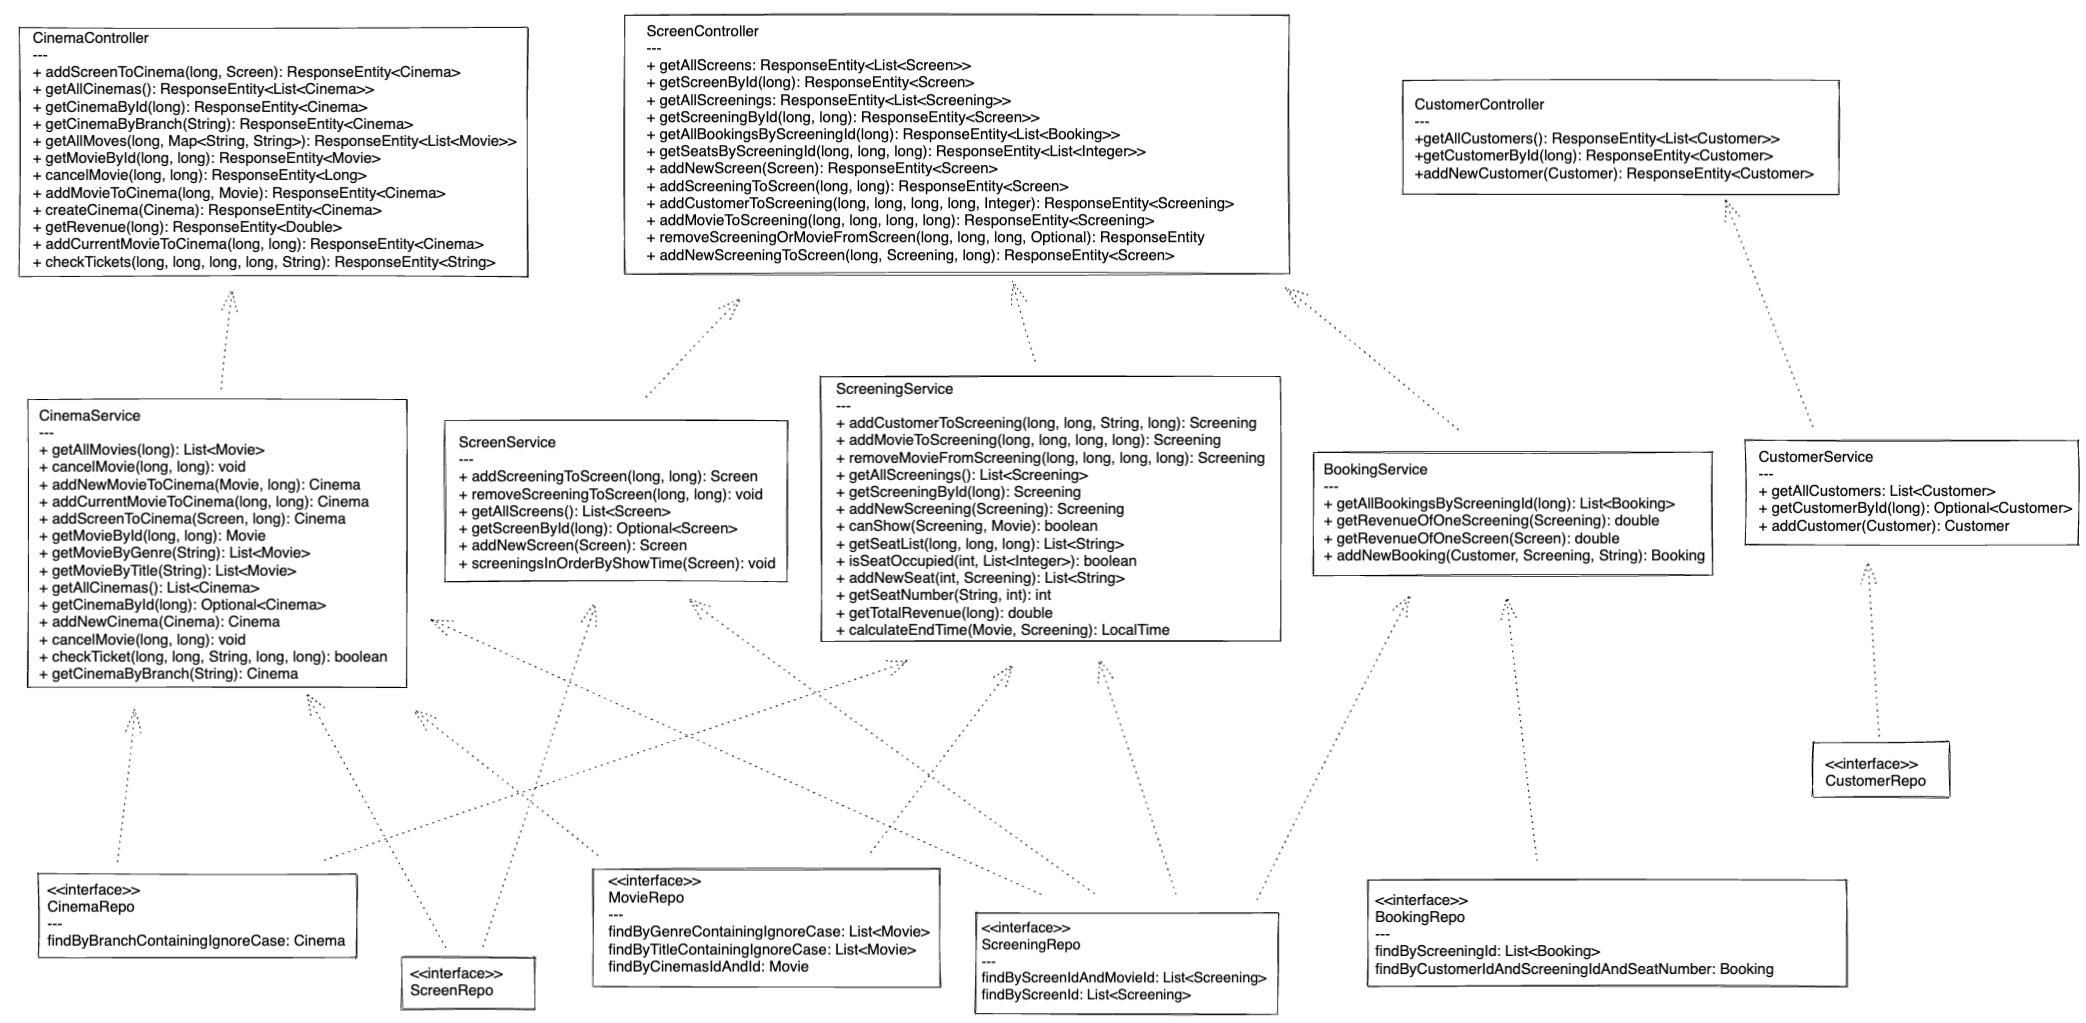 CinemaController
---
+ addScreenToCinema(long, Screen): ResponseEntity<Cinema>
+ getAllCinemas(): ResponseEntity<List<Cinema>>
+ getCinemaById(long): ResponseEntity<Cinema>
+ getCinemaByBranch(String): ResponseEntity<Cinema>
+ getAllMoves(long, Map<String, String>): ResponseEntity<List<Movie>>
+ getMovieById(long, long): ResponseEntity<Movie>
+ cancelMovie(long, long): ResponseEntity<Long>
+ addMovieToCinema(long, Movie): ResponseEntity<Cinema>
+ createCinema(Cinema): ResponseEntity<Cinema>
+ getRevenue(long): ResponseEntity<Double>
+ addCurrentMovieToCinema(long, long): ResponseEntity<Cinema>
+ checkTickets(long, long, long, long, String): ResponseEntity<String>
ScreenController
---
+ getAllScreens: ResponseEntity<List<Screen>>
+ getScreenById(long): ResponseEntity<Screen>
+ getAllScreenings: ResponseEntity<List<Screening>>
+ getScreeningById(long, long): ResponseEntity<Screen>>
+ getAllBookingsByScreeningId(long): ResponseEntity<List<Booking>>
+ getSeatsByScreeningId(long, long, long): ResponseEntity<List<Integer>>
+ addNewScreen(Screen): ResponseEntity<Screen>
+ addScreeningToScreen(long, long): ResponseEntity<Screen>
+ addCustomerToScreening(long, long, long, long, Integer): ResponseEntity<Screening>
+ addMovieToScreening(long, long, long, long): ResponseEntity<Screening>
+ removeScreeningOrMovieFromScreen(long, long, long, Optional): ResponseEntity
+ addNewScreeningToScreen(long, Screening, long): ResponseEntity<Screen>
CustomerController
---
+getAllCustomers(): ResponseEntity<List<Customer>>
+getCustomerById(long): ResponseEntity<Customer>
+addNewCustomer(Customer): ResponseEntity<Customer>
CinemaService
---
+ getAllMovies(long): List<Movie>
+ cancelMovie(long, long): void
+ addNewMovieToCinema(Movie, long): Cinema
+ addCurrentMovieToCinema(long, long): Cinema
+ addScreenToCinema(Screen, long): Cinema
+ getMovieById(long, long): Movie
+ getMovieByGenre(String): List<Movie>
+ getMovieByTitle(String): List<Movie>
+ getAllCinemas(): List<Cinema>
+ getCinemaById(long): Optional<Cinema>
+ addNewCinema(Cinema): Cinema
+ cancelMovie(long, long): void
+ checkTicket(long, long, String, long, long): boolean
+ getCinemaByBranch(String): Cinema
ScreenService
---
+ addScreeningToScreen(long, long): Screen
+ removeScreeningToScreen(long, long): void
+ getAllScreens(): List<Screen>
+ getScreenById(long): Optional<Screen>
+ addNewScreen(Screen): Screen
+ screeningsInOrderByShowTime(Screen): void
ScreeningService
---
+ addCustomerToScreening(long, long, String, long): Screening
+ addMovieToScreening(long, long, long, long): Screening
+ removeMovieFromScreening(long, long, long, long): Screening
+ getAllScreenings(): List<Screening>
+ getScreeningById(long): Screening
+ addNewScreening(Screening): Screening
+ canShow(Screening, Movie): boolean
+ getSeatList(long, long, long): List<String>
+ isSeatOccupied(int, List<Integer>): boolean
+ addNewSeat(int, Screening): List<String>
+ getSeatNumber(String, int): int
+ getTotalRevenue(long): double
+ calculateEndTime(Movie, Screening): LocalTime
BookingService
---
+ getAllBookingsByScreeningId(long): List<Booking>
+ getRevenueOfOneScreening(Screening): double
+ getRevenueOfOneScreen(Screen): double
+ addNewBooking(Customer, Screening, String): Booking
CustomerService
---
+ getAllCustomers: List<Customer>
+ getCustomerById(long): Optional<Customer>
+ addCustomer(Customer): Customer
<<interface>>
CustomerRepo
<<interface>>
CinemaRepo
---
findByBranchContainingIgnoreCase: Cinema
<<interface>>
ScreenRepo
<<interface>>
MovieRepo
---
findByGenreContainingIgnoreCase: List<Movie>
findByTitleContainingIgnoreCase: List<Movie>
findByCinemasIdAndId: Movie
<<interface>>
ScreeningRepo
---
findByScreenIdAndMovieId: List<Screening>
findByScreenId: List<Screening>
<<interface>>
BookingRepo
---
findByScreeningId: List<Booking>
findByCustomerIdAndScreeningIdAndSeatNumber: Booking